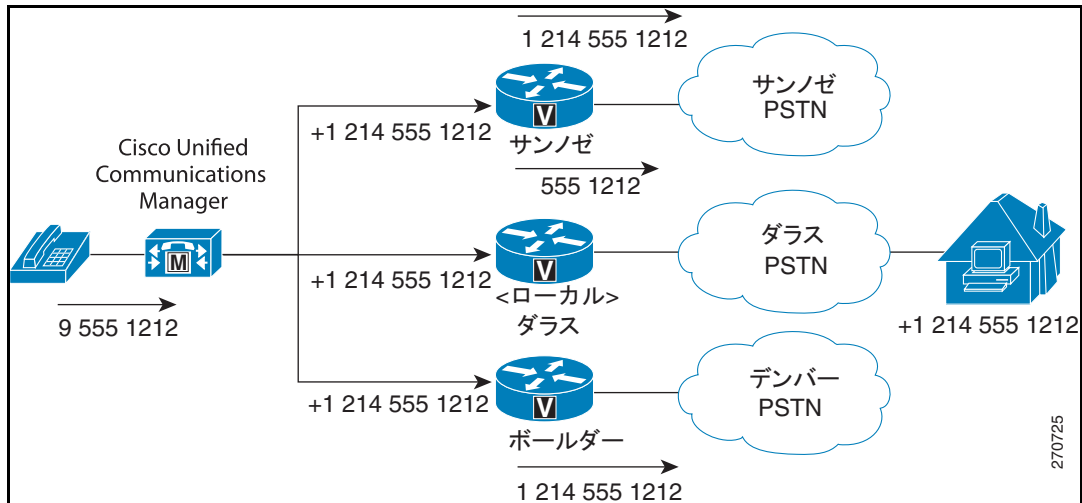 1 214 555 1212
サンノゼ
PSTN
+1 214 555 1212
サンノゼ
Cisco Unified
Communications
Manager
555 1212
M
V
V
V
ダラス
PSTN
+1 214 555 1212
<ローカル>
ダラス
9 555 1212
+1 214 555 1212
デンバー
PSTN
+1 214 555 1212
ボールダー
1 214 555 1212
270725